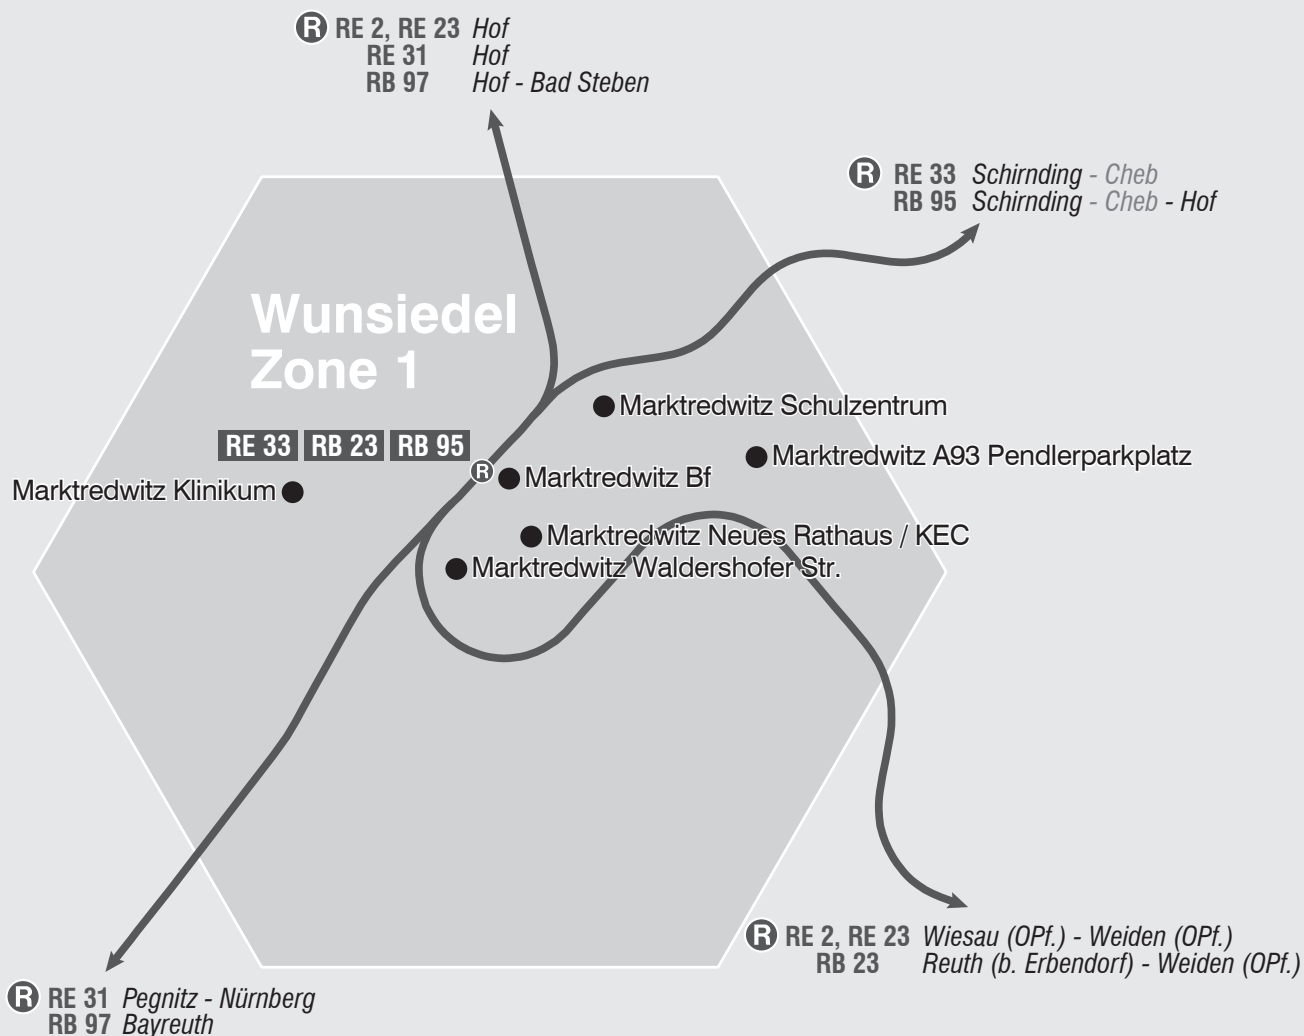 R RE 2, RE 23 Hof
RE 31 Hof
RB 97 Hof - Bad Steben
R RE 33 Schirnding - Cheb
RB 95 Schirnding - Cheb - Hof
Wunsiedel
Zone 1
Marktredwitz Schulzentrum
RE 33 RB 23 RB 95
Marktredwitz A93 Pendlerparkplatz
R Marktredwitz Bf
Marktredwitz Klinikum
Marktredwitz Neues Rathaus / KEC
Marktredwitz Waldershofer Str.
R RE 2, RE 23 Wiesau (OPf.) - Weiden (OPf.)
RB 23 Reuth (b. Erbendorf) - Weiden (OPf.)
R RE 31 Pegnitz - Nürnberg
RB 97 Bayreuth